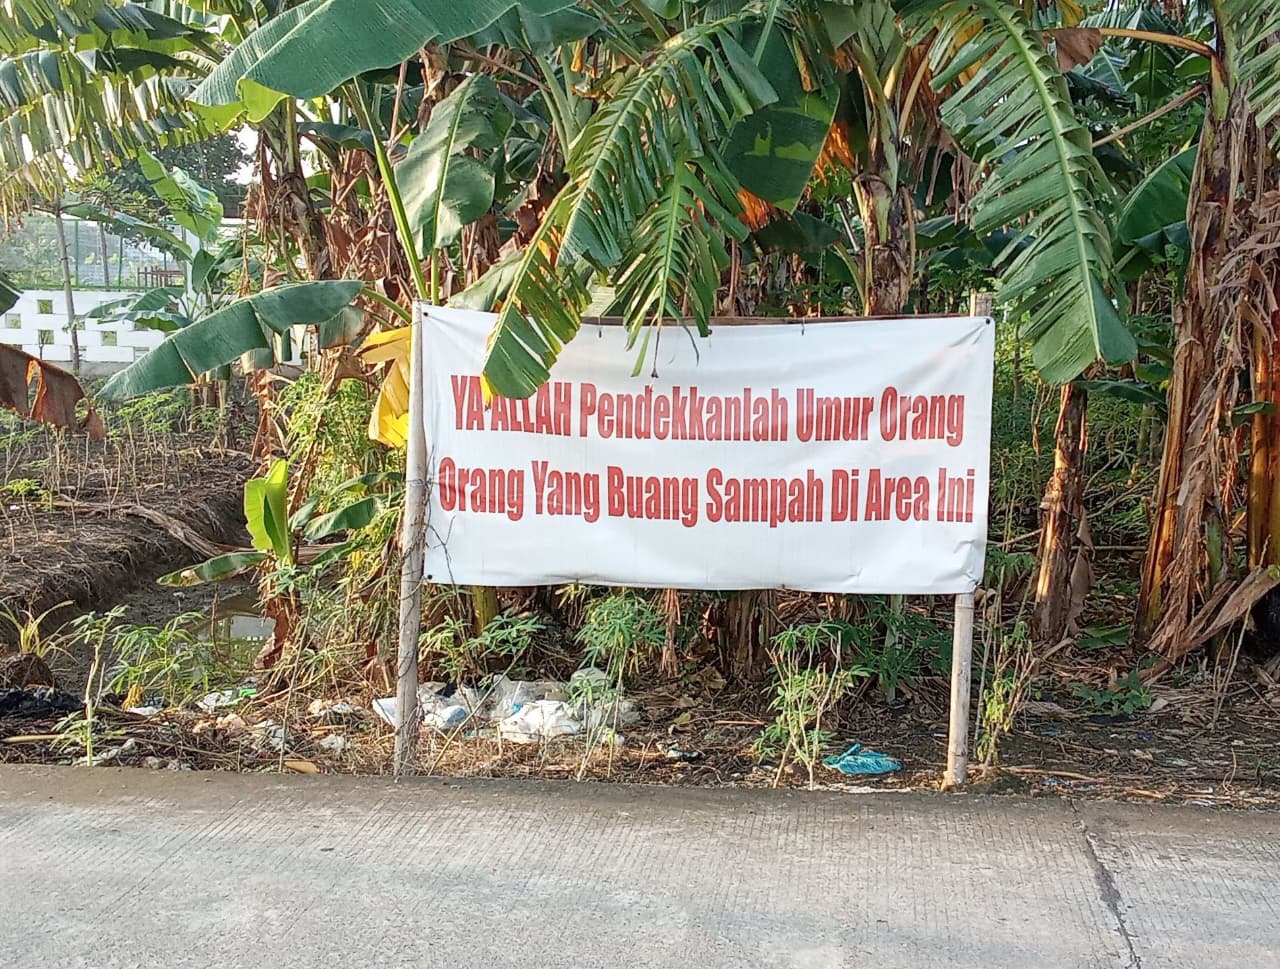 YA ALLAH Pendekkanlah Umur Orang
Orang Yang Buang Sampah Di Area Ini